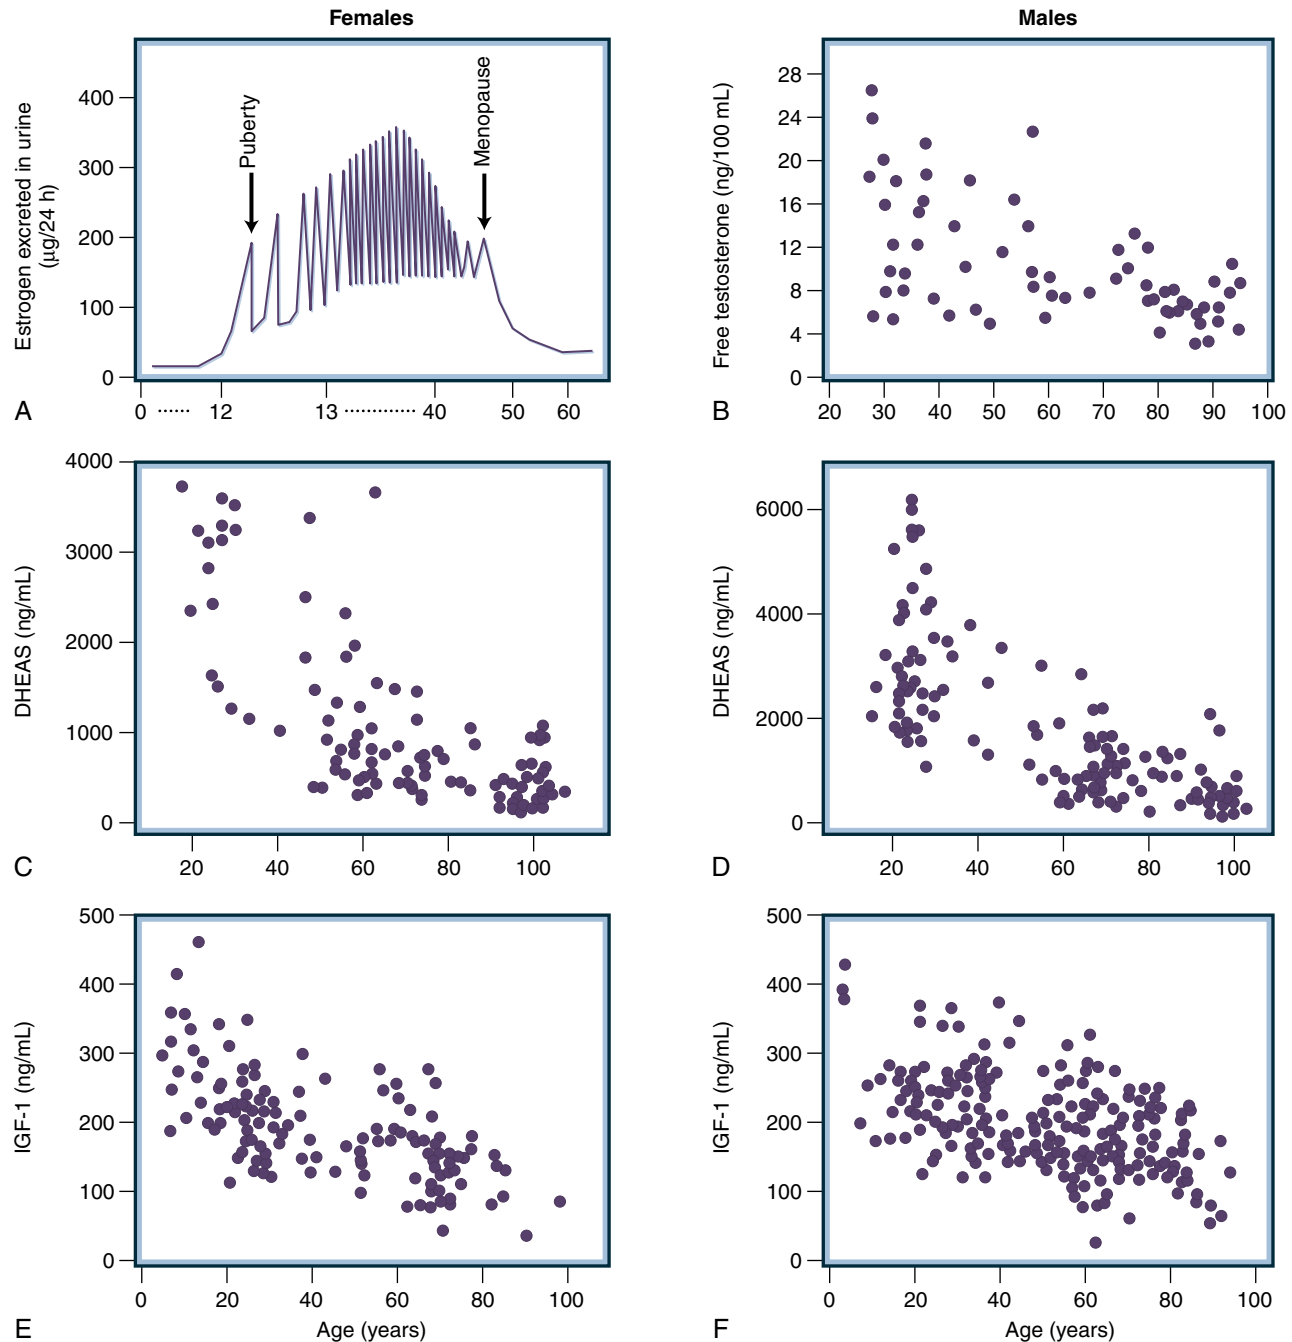 Females
Males
Estrogen excreted in urine
(µg/24 h)
400
300
200
100
0
Puberty
Menopause
A
0 ...... 12 13 .............. 40 50 60
Free testosterone (ng/100 mL)
28
24
20
16
12
8
4
0
B
20 30 40 50 60 70 80 90 100
DHEAS (ng/mL)
4000
3000
2000
1000
0
C
20 40 60 80 100
DHEAS (ng/mL)
6000
4000
2000
0
D
20 40 60 80 100
IGF-1 (ng/mL)
500
400
300
200
100
0
0 20 40 60 80 100
E
Age (years)
IGF-1 (ng/mL)
500
400
300
200
100
0
0 20 40 60 80 100
F
Age (years)